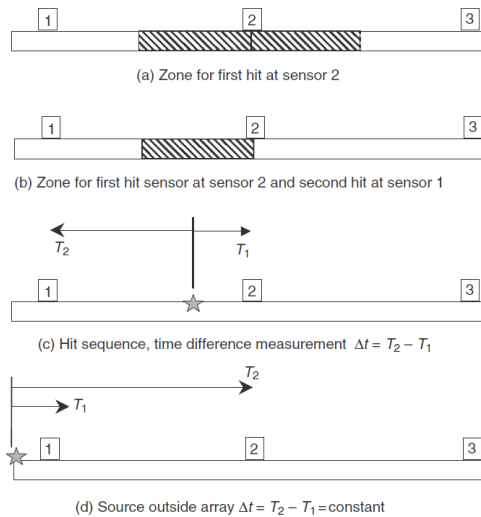 1 2 3
(a) Zone for first hit at sensor 2
1 2 3
(b) Zone for first hit sensor at sensor 2 and second hit at sensor 1
T₂ T₁
1 2 3
(c) Hit sequence, time difference measurement Δt = T₂ – T₁
T₂
T₁
1 2 3
(d) Source outside array Δt = T₂ – T₁=constant